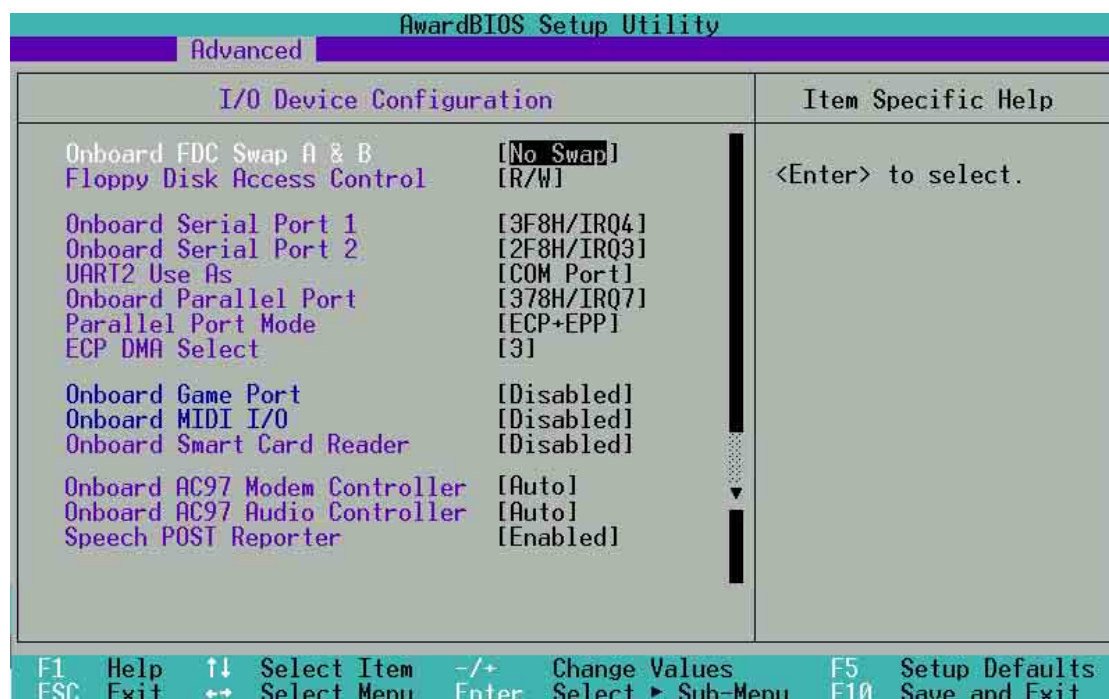 AwardBIOS Setup Utility
Advanced
I/O Device Configuration
Item Specific Help
Onboard FDC Swap A & B [No Swap]
Floppy Disk Access Control [R/W]
Onboard Serial Port 1 [3F8H/IRQ4]
Onboard Serial Port 2 [2F8H/IRQ3]
UART2 Use As [COM Port]
Onboard Parallel Port [378H/IRQ7]
Parallel Port Mode [ECP+EPP]
ECP DMA Select [3]
Onboard Game Port [Disabled]
Onboard MIDI I/O [Disabled]
Onboard Smart Card Reader [Disabled]
Onboard AC97 Modem Controller [Auto]
Onboard AC97 Audio Controller [Auto]
Speech POST Reporter [Enabled]
<Enter> to select.
F1 Help ↑↓ Select Item -/+ Change Values F5 Setup Defaults
ESC Exit ←→ Select Menu Enter Select ► Sub-Menu F10 Save and Exit